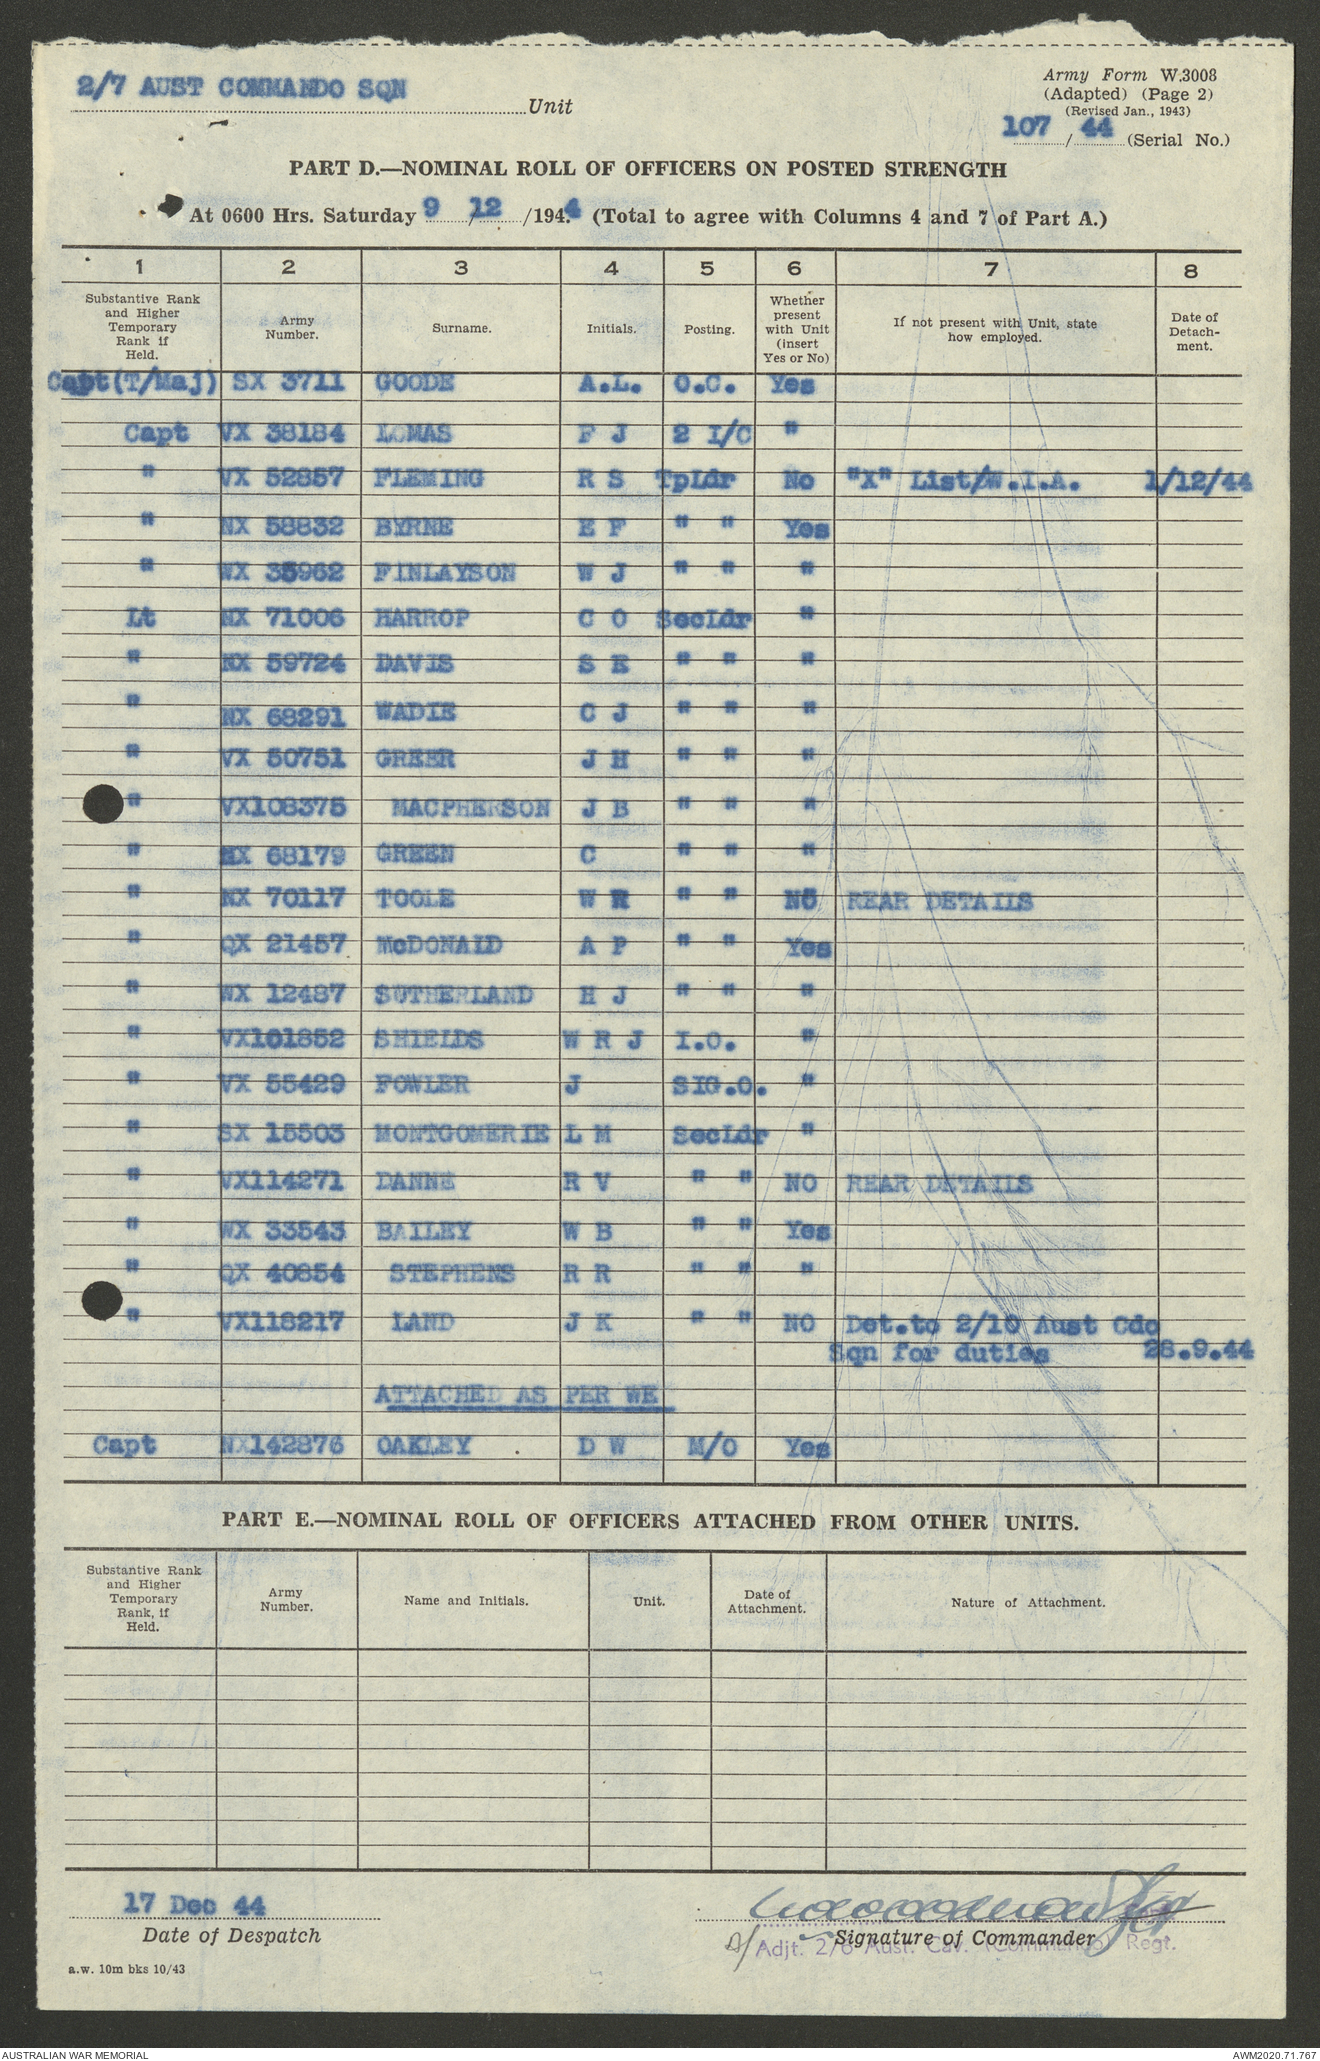 2/7 AUST COMMANDO SQN Unit
Army Form W.3008
(Adapted) (Page 2)
(Revised Jan., 1943)
107 / 44 (Serial No.)
PART D.—NOMINAL ROLL OF OFFICERS ON POSTED STRENGTH
At 0600 Hrs. Saturday 9 / 12 /1944 (Total to agree with Columns 4 and 7 of Part A.)
1 2 3 4 5 6 7 8
Substantive Rank and Higher Temporary Rank if Held. Army Number. Surname. Initials. Posting. Whether present with Unit (insert Yes or No) If not present with Unit, state how employed. Date of Detach-ment.
Capt(T/Maj) SX 3711 GOODE A.L. O.C. Yes
Capt VX 38184 LOMAS F J 2 I/C "
" VX 52857 FLEMING R S TpLdr No "X" List/W.I.A. 1/12/44
" NX 58832 BYRNE E F " " Yes
" WX 35962 FINLAYSON W J " " "
Lt NX 71006 HARROP C O SecLdr "
" NX 59724 DAVIS S E " " "
" NX 68291 WADIE C J " " "
" VX 50751 GREER J H " " "
" VX108375 MACPHERSON J B " " "
" NX 68179 GREEN C " " "
" NX 70117 TOOLE W R " " NO REAR DETAILS
" QX 21457 McDONALD A P " " Yes
" WX 12487 SUTHERLAND H J " " "
" VX101852 SHIELDS W R J I.O. "
" VX 55429 FOWLER J SIG.O. "
" SX 15503 MONTGOMERIE L M SecLdr "
" VX114271 DANNE R V " " NO REAR DETAILS
" WX 33543 BAILEY W B " " Yes
" QX 40854 STEPHENS R R " " "
" VX118217 LAND J K " " NO Det.to 2/10 Aust Cdo
Sqn for duties 28.9.44
ATTACHED AS PER WE
Capt NX142876 OAKLEY D W M/O Yes
PART E.—NOMINAL ROLL OF OFFICERS ATTACHED FROM OTHER UNITS.
Substantive Rank and Higher Temporary Rank, if Held. Army Number. Name and Initials. Unit. Date of Attachment. Nature of Attachment.
17 Dec 44
Date of Despatch
Signature of Commander
A/ Adjt. 2/6 Aust. Cav. (Commando) Regt.
a.w. 10m bks 10/43
AUSTRALIAN WAR MEMORIAL AWM2020.71.767